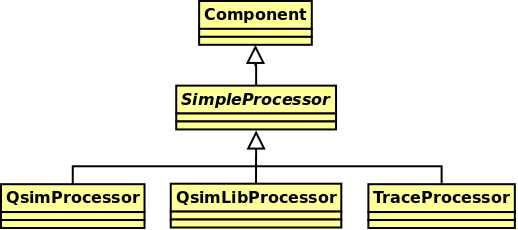 Component
SimpleProcessor
QsimProcessor
QsimLibProcessor
TraceProcessor